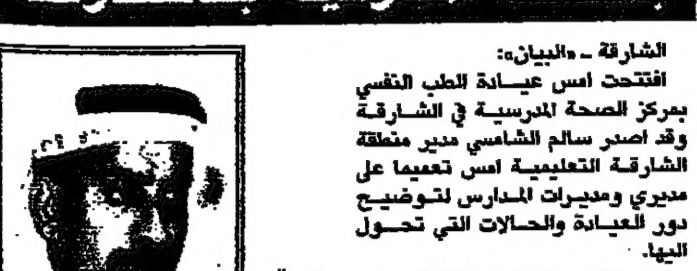 الشارقة ـ «البيان»:
افتتحت امس عيادة للطب النفسي
بمركز الصحة المدرسية في الشارقة
وقد اصدر سالم الشامسي مدير منطقة
الشارقة التعليمية امس تعميما على
مديري ومديرات المدارس لتوضيح
دور العيادة والحالات التي تحول
اليها.